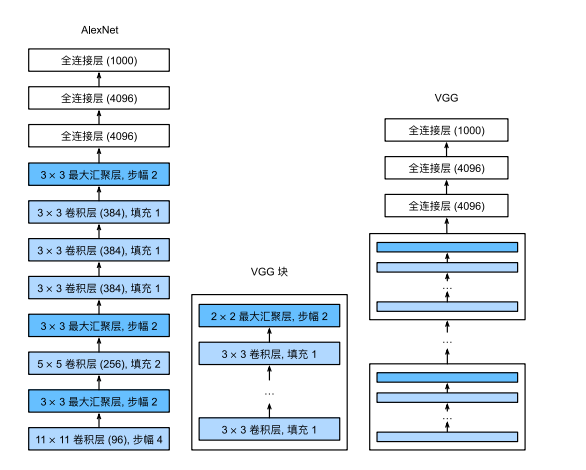 AlexNet
全连接层 (1000)
全连接层 (4096)
全连接层 (4096)
3 × 3 最大汇聚层, 步幅 2
3 × 3 卷积层 (384), 填充 1
3 × 3 卷积层 (384), 填充 1
3 × 3 卷积层 (384), 填充 1
3 × 3 最大汇聚层, 步幅 2
5 × 5 卷积层 (256), 填充 2
3 × 3 最大汇聚层, 步幅 2
11 × 11 卷积层 (96), 步幅 4
VGG 块
2 × 2 最大汇聚层, 步幅 2
3 × 3 卷积层, 填充 1
...
3 × 3 卷积层, 填充 1
VGG
全连接层 (1000)
全连接层 (4096)
全连接层 (4096)
...
...
...